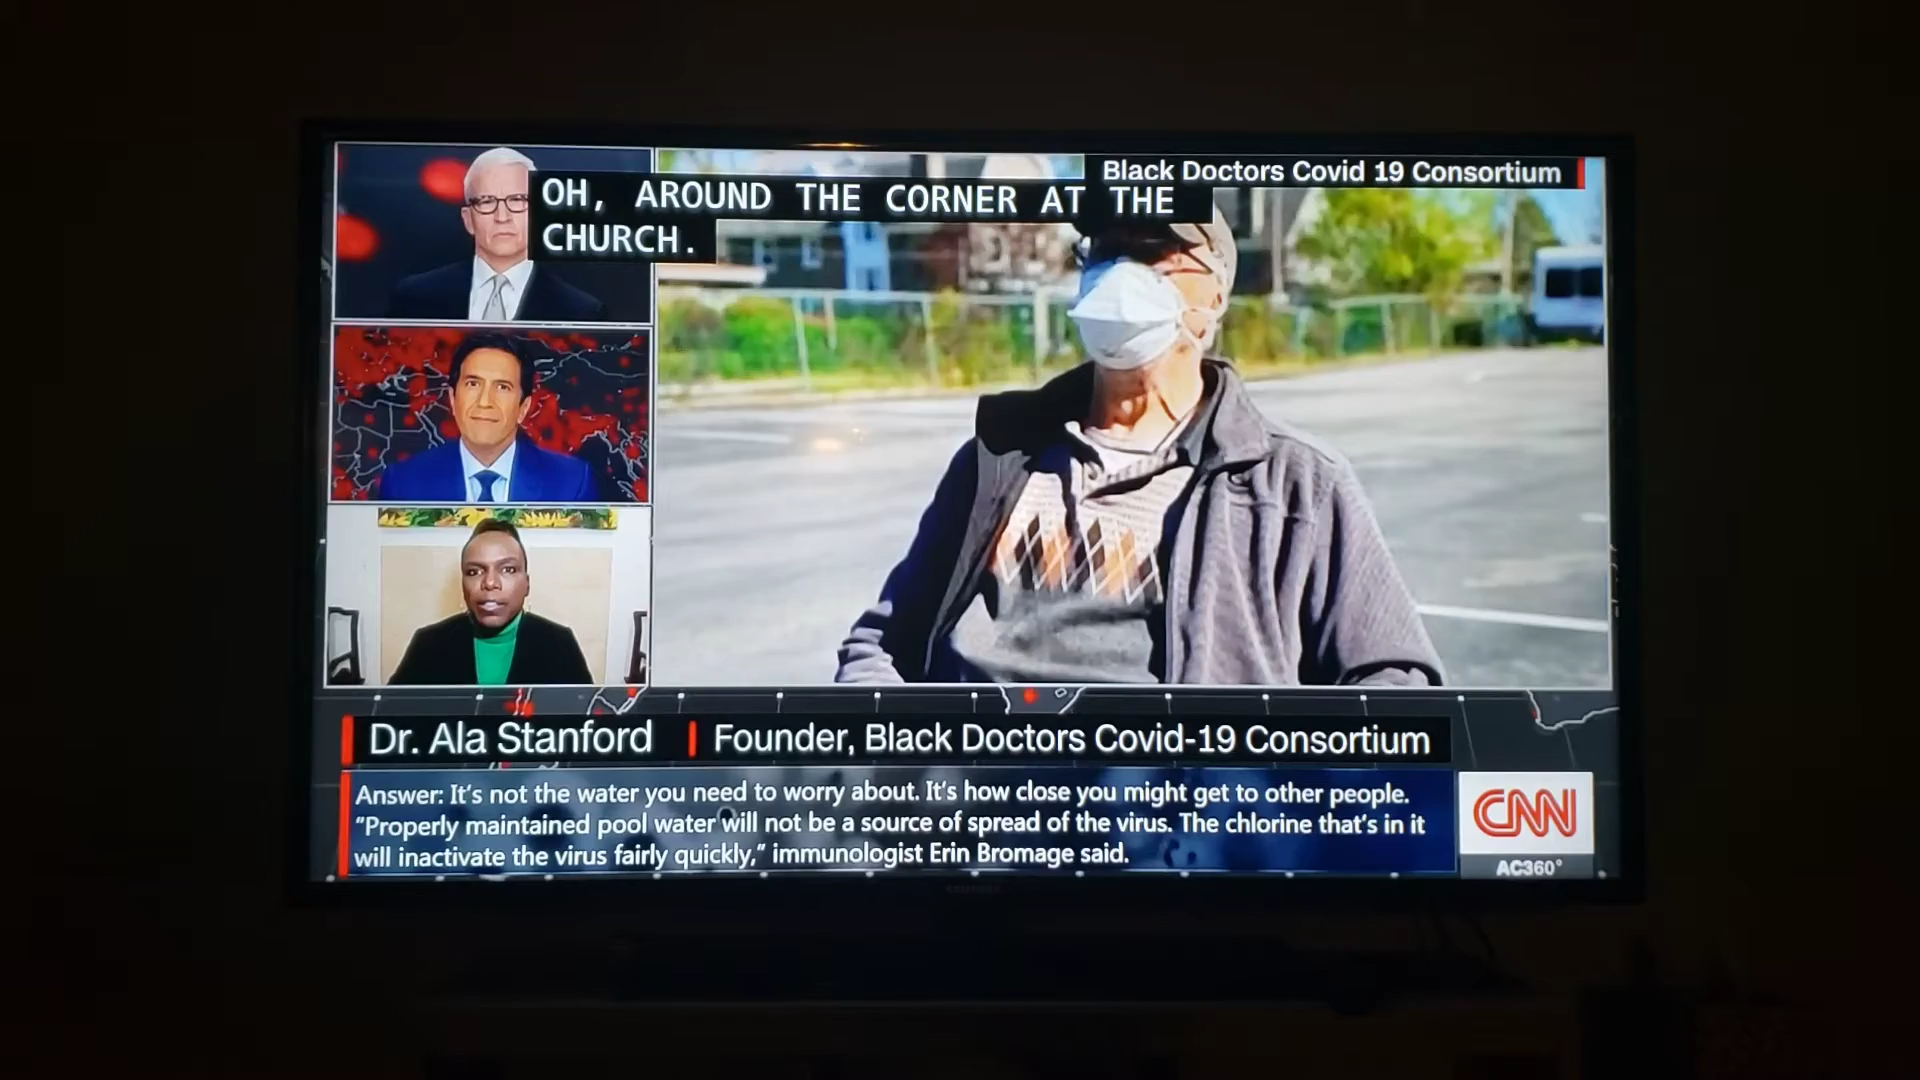 Black Doctors Covid 19 Consortium
OH, AROUND THE CORNER AT THE
CHURCH.
Dr. Ala Stanford
Founder, Black Doctors Covid-19 Consortium
Answer: It's not the water you need to worry about. It's how close you might get to other people.
"Properly maintained pool water will not be a source of spread of the virus. The chlorine that's in it
will inactivate the virus fairly quickly," immunologist Erin Bromage said.
CNN
AC360°
SAMSUNG